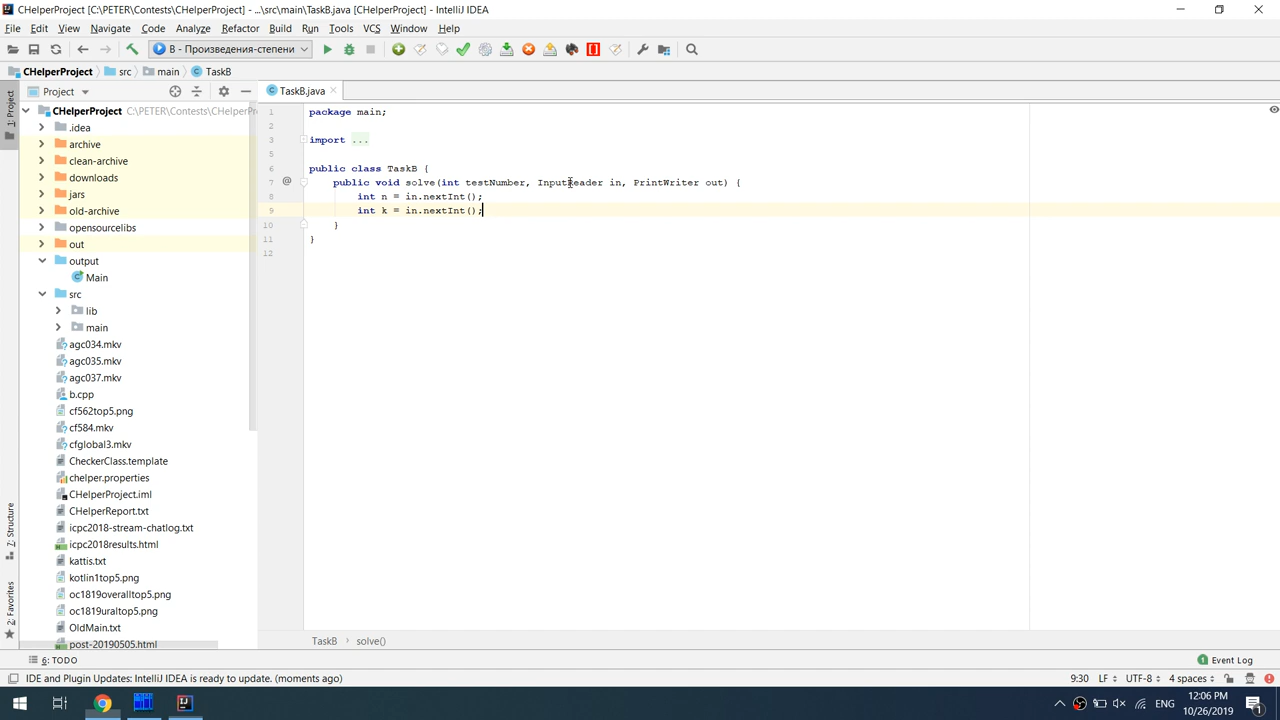 CHelperProject [C:\PETER\Contests\CHelperProject] - ...\src\main\TaskB.java [CHelperProject] - IntelliJ IDEA
File Edit View Navigate Code Analyze Refactor Build Run Tools VCS Window Help
B - Произведения-степени
CHelperProject src main TaskB
1: Project
Project
TaskB.java
CHelperProject C:\PETER\Contests\CHelperPr
.idea
archive
clean-archive
downloads
jars
old-archive
opensourcelibs
out
output
Main
src
lib
main
agc034.mkv
agc035.mkv
agc037.mkv
b.cpp
cf562top5.png
cf584.mkv
cfglobal3.mkv
CheckerClass.template
chelper.properties
CHelperProject.iml
CHelperReport.txt
icpc2018-stream-chatlog.txt
icpc2018results.html
kattis.txt
kotlin1top5.png
oc1819overalltop5.png
oc1819uraltop5.png
OldMain.txt
post-20190505.html
7: Structure
2: Favorites
1 package main;
2
3 import ...
5
6 public class TaskB {
7 @ public void solve(int testNumber, InputReader in, PrintWriter out) {
8 int n = in.nextInt();
9 int k = in.nextInt();
10 }
11 }
12
TaskB › solve()
6: TODO
1 Event Log
IDE and Plugin Updates: IntelliJ IDEA is ready to update. (moments ago)
9:30 LF UTF-8 4 spaces
ENG
12:06 PM
10/26/2019
1